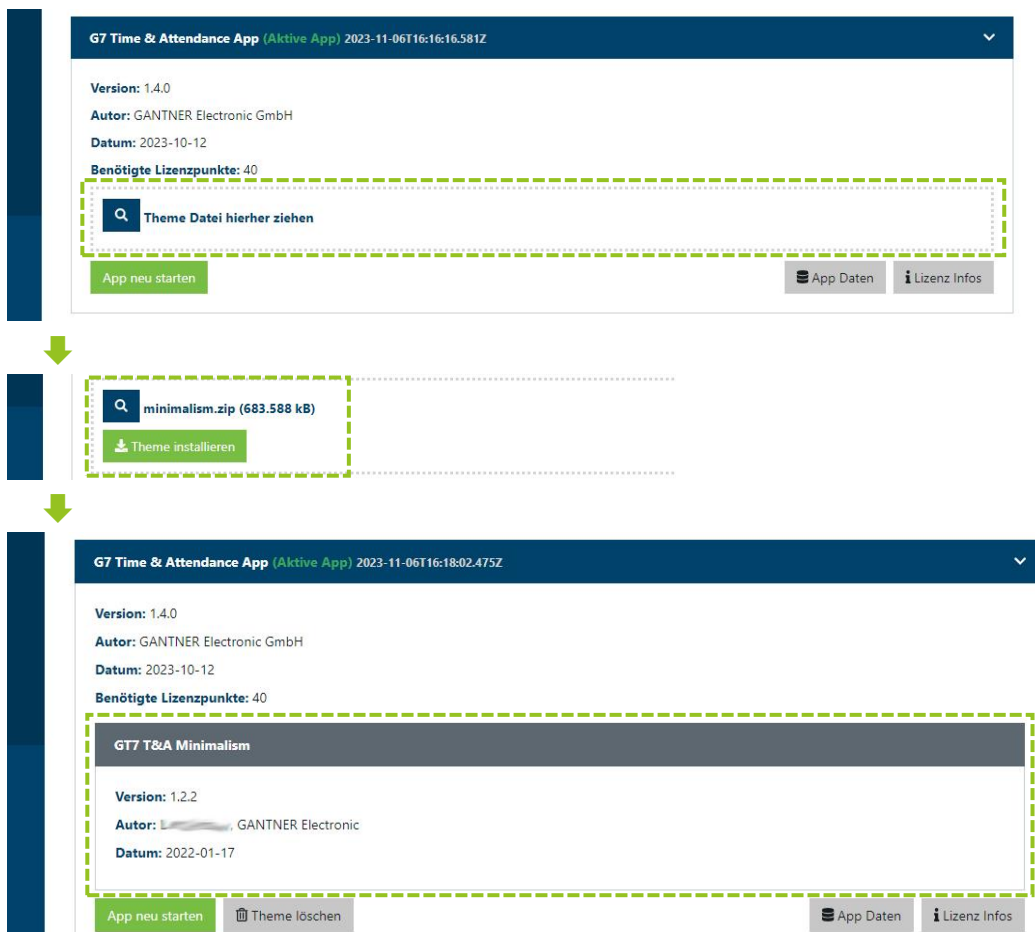 G7 Time & Attendance App (Aktive App) 2023-11-06T16:16:16.581Z
Version: 1.4.0
Autor: GANTNER Electronic GmbH
Datum: 2023-10-12
Benötigte Lizenzpunkte: 40
Theme Datei hierher ziehen
App neu starten App Daten Lizenz Infos
minimalism.zip (683.588 kB)
Theme installieren
G7 Time & Attendance App (Aktive App) 2023-11-06T16:18:02.475Z
Version: 1.4.0
Autor: GANTNER Electronic GmbH
Datum: 2023-10-12
Benötigte Lizenzpunkte: 40
GT7 T&A Minimalism
Version: 1.2.2
Autor: , GANTNER Electronic
Datum: 2022-01-17
App neu starten Theme löschen App Daten Lizenz Infos